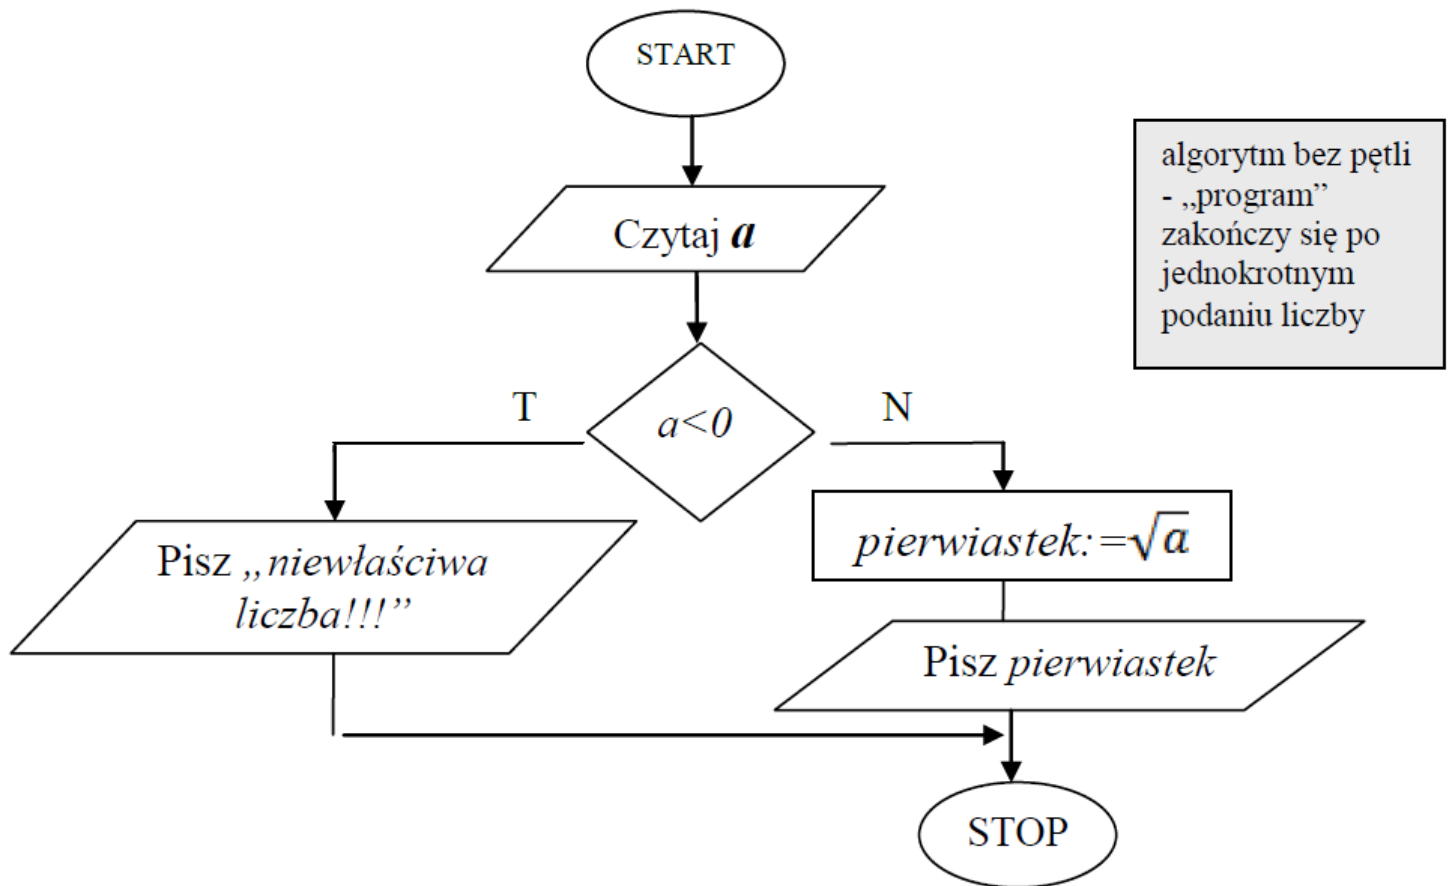 START
Czytaj a
algorytm bez pętli
- „program”
zakończy się po
jednokrotnym
podaniu liczby
T
a<0
N
Pisz „niewłaściwa
liczba!!!”
pierwiastek:=√a
Pisz pierwiastek
STOP